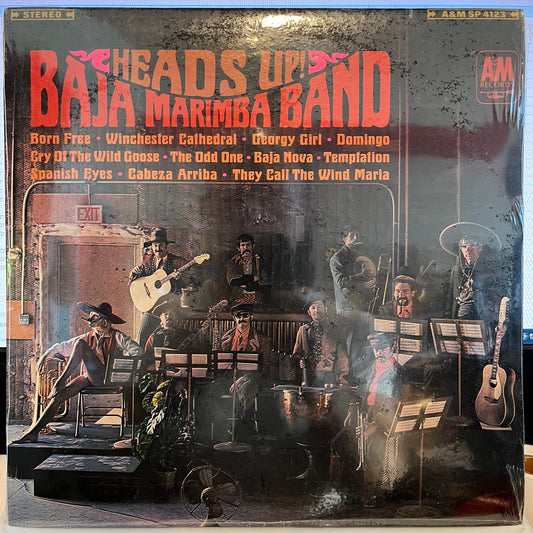 STEREO
A&M SP 4123
HEADS UP!
BAJA MARIMBA BAND
A&M
RECORDS
Born Free • Winchester Cathedral • Georgy Girl • Domingo
Cry Of The Wild Goose • The Odd One • Baja Nova • Temptation
Spanish Eyes • Cabeza Arriba • They Call The Wind Maria
EXIT